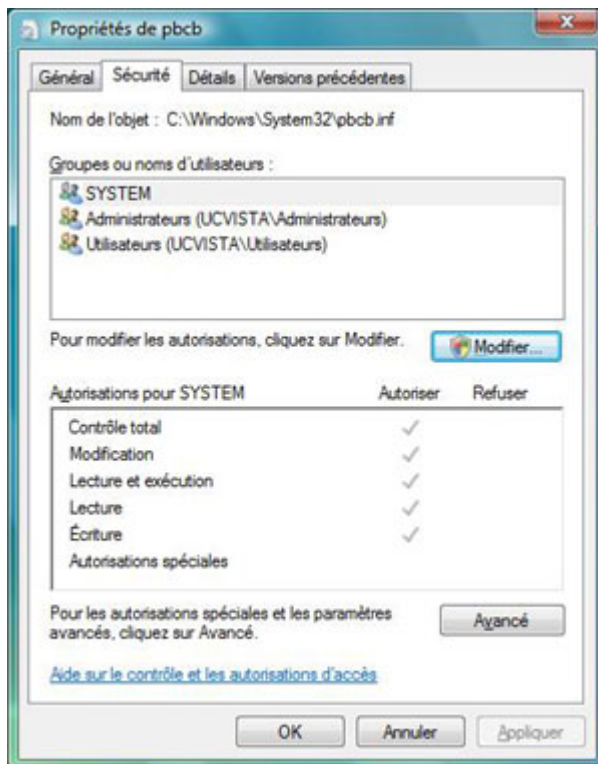 Propriétés de pbcb
Général Sécurité Détails Versions précédentes
Nom de l'objet : C:\Windows\System32\pbcb.inf
Groupes ou noms d'utilisateurs :
SYSTEM
Administrateurs (UCVISTA\Administrateurs)
Utilisateurs (UCVISTA\Utilisateurs)
Pour modifier les autorisations, cliquez sur Modifier. Modifier...
Autorisations pour SYSTEM Autoriser Refuser
Contrôle total
Modification
Lecture et exécution
Lecture
Écriture
Autorisations spéciales
Pour les autorisations spéciales et les paramètres
avancés, cliquez sur Avancé. Avancé
Aide sur le contrôle et les autorisations d'accès
OK Annuler Appliquer